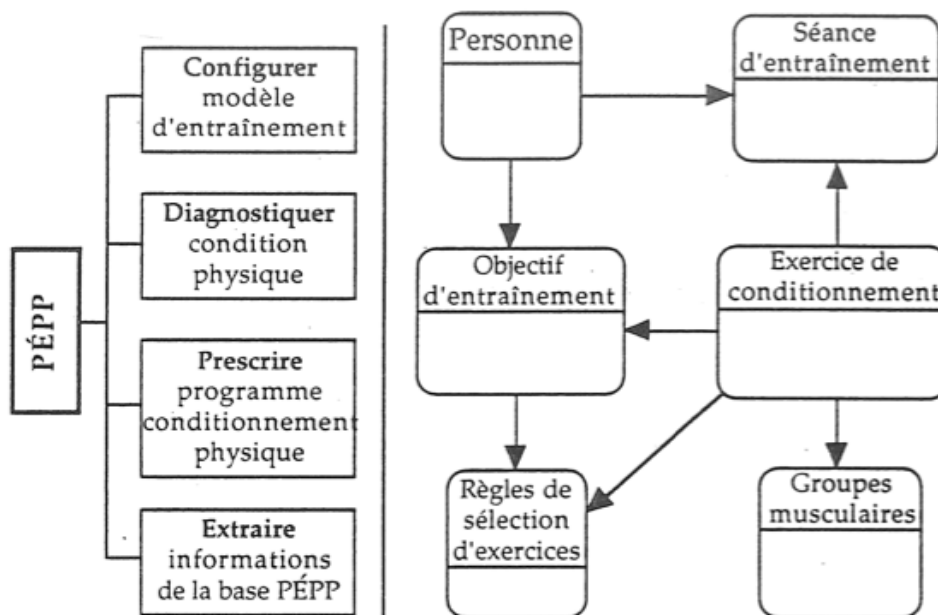 PÉPP
Configurer
modèle
d'entraînement
Diagnostiquer
condition
physique
Prescrire
programme
conditionnement
physique
Extraire
informations
de la base PÉPP
Personne
Séance
d'entraînement
Objectif
d'entraînement
Exercice de
conditionnement
Règles de
sélection
d'exercices
Groupes
musculaires